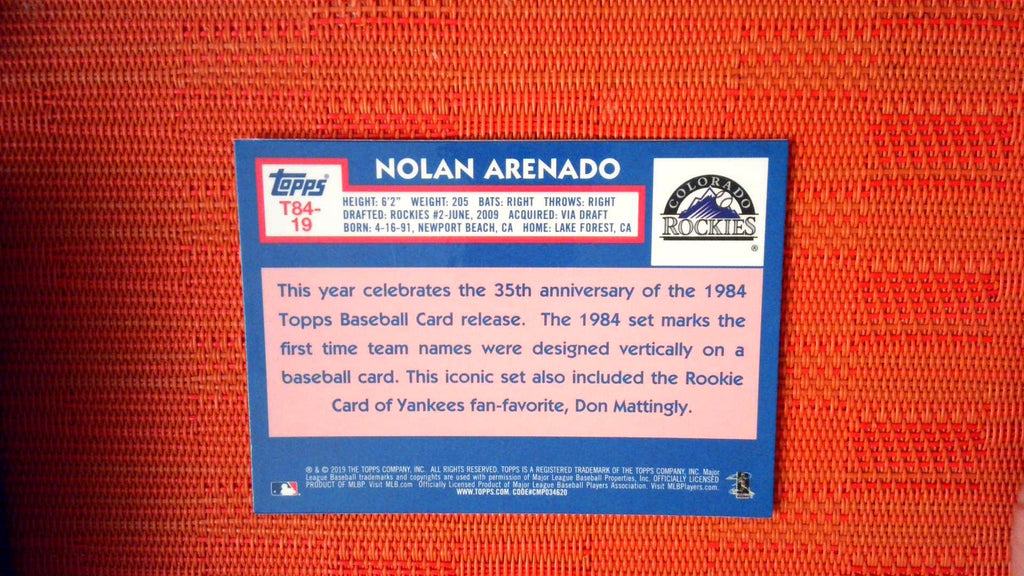 NOLAN ARENADO
Topps®
T84-
19
HEIGHT: 6'2" WEIGHT: 205 BATS: RIGHT THROWS: RIGHT
DRAFTED: ROCKIES #2-JUNE, 2009 ACQUIRED: VIA DRAFT
BORN: 4-16-91, NEWPORT BEACH, CA HOME: LAKE FOREST, CA
COLORADO
ROCKIES
®
This year celebrates the 35th anniversary of the 1984
Topps Baseball Card release. The 1984 set marks the
first time team names were designed vertically on a
baseball card. This iconic set also included the Rookie
Card of Yankees fan-favorite, Don Mattingly.
® & © 2019 THE TOPPS COMPANY, INC. ALL RIGHTS RESERVED. TOPPS IS A REGISTERED TRADEMARK OF THE TOPPS COMPANY, INC. Major
League Baseball trademarks and copyrights are used with permission of Major League Baseball Properties, Inc. OFFICIALLY LICENSED
PRODUCT OF MLBP. Visit MLB.com Officially Licensed Product of Major League Baseball Players Association. Visit MLBPlayers.com.
WWW.TOPPS.COM. CODE#CMP034620